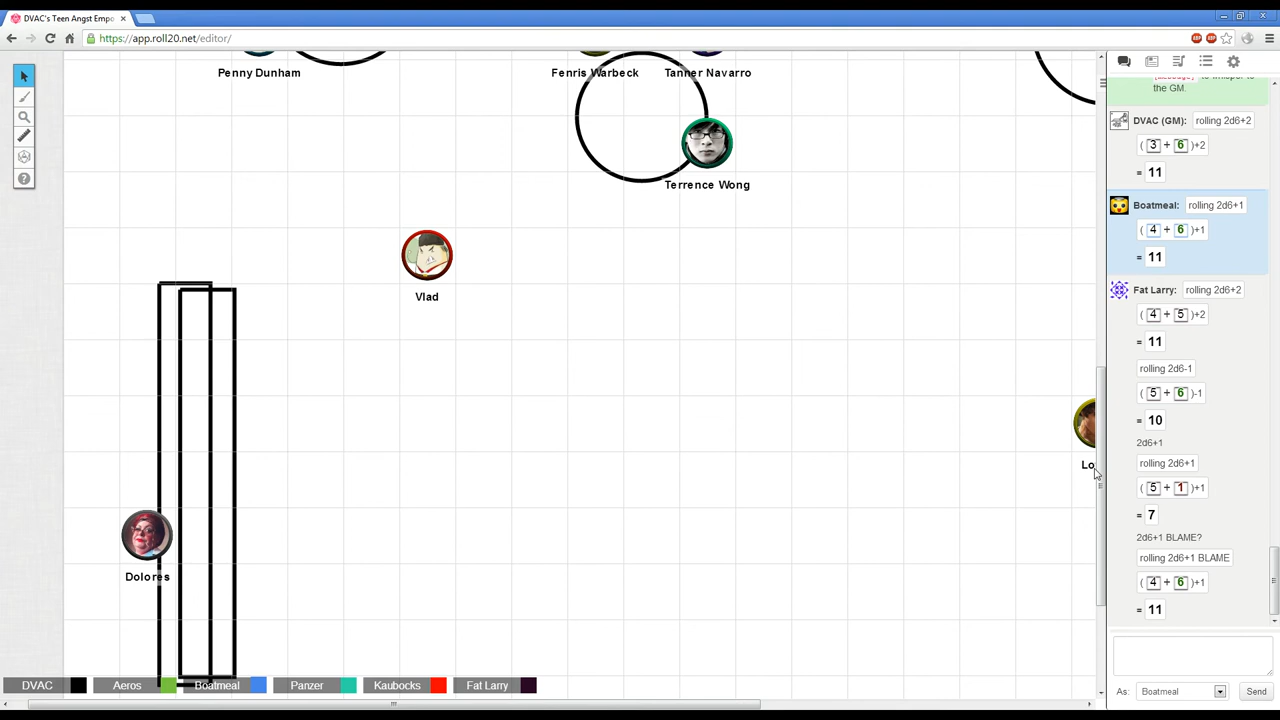 DVAC's Teen Angst Empo
https://app.roll20.net/editor/
Penny Dunham
Fenris Warbeck
Tanner Navarro
Terrence Wong
Vlad
Lo
Dolores
DVAC
Aeros
Boatmeal
Panzer
Kaubocks
Fat Larry
to whisper to
the GM.
DVAC (GM): rolling 2d6+2
( 3 + 6 )+2
= 11
Boatmeal: rolling 2d6+1
( 4 + 6 )+1
= 11
Fat Larry: rolling 2d6+2
( 4 + 5 )+2
= 11
rolling 2d6-1
( 5 + 6 )-1
= 10
2d6+1
rolling 2d6+1
( 5 + 1 )+1
= 7
2d6+1 BLAME?
rolling 2d6+1 BLAME
( 4 + 6 )+1
= 11
As: Boatmeal
Send